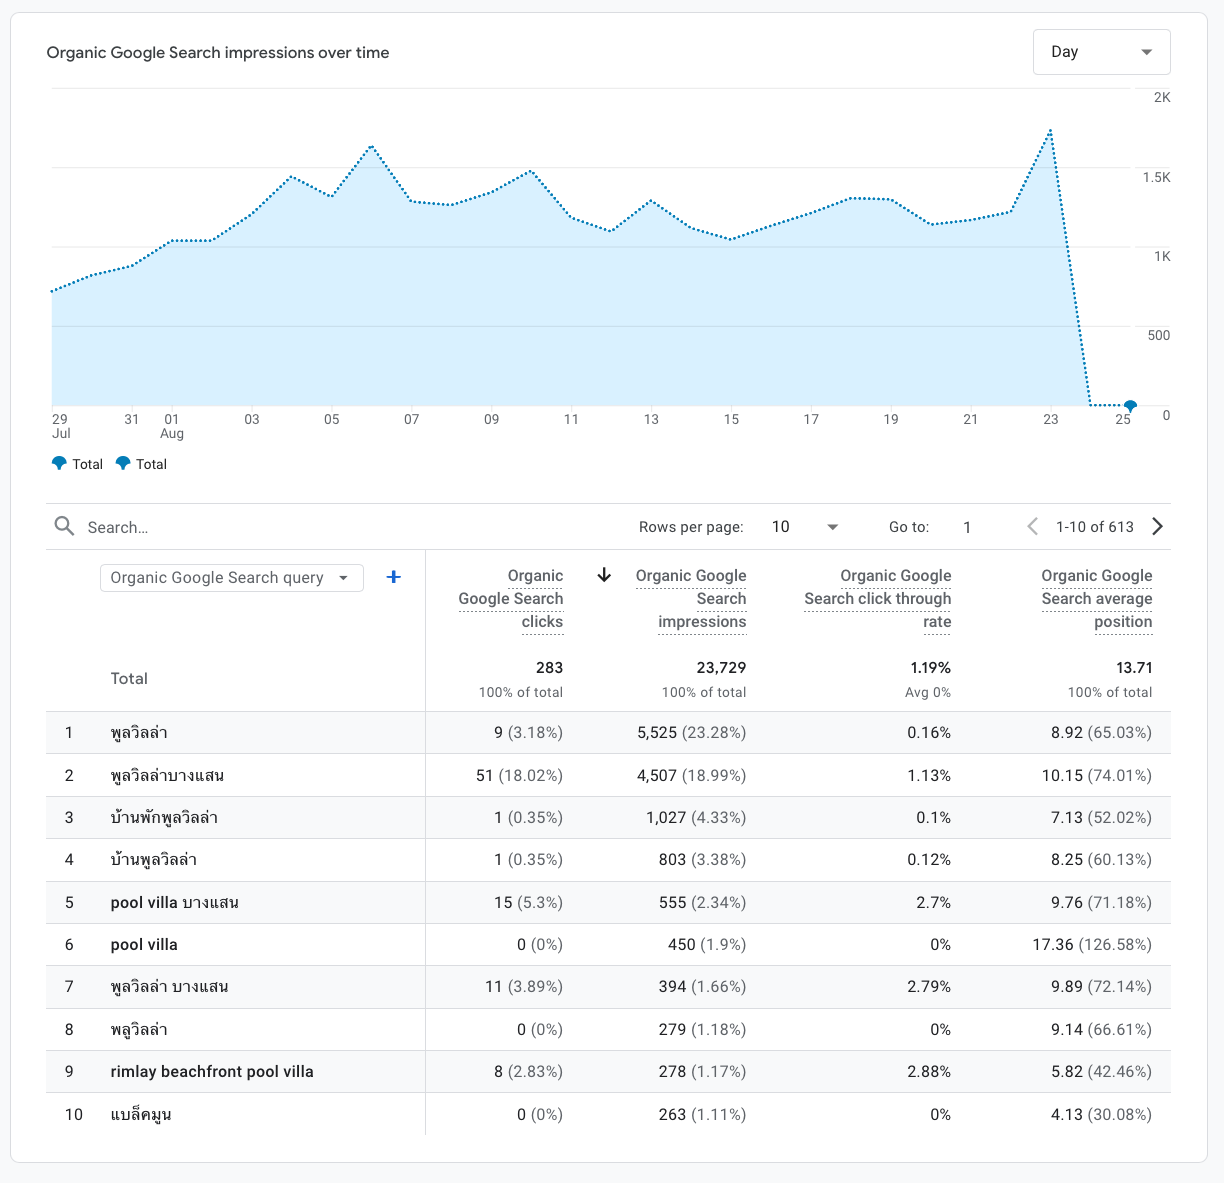 Organic Google Search impressions over time
Day
2K
1.5K
1K
500
0
29 31 01 03 05 07 09 11 13 15 17 19 21 23 25
Jul Aug
Total Total
Search... Rows per page: 10 Go to: 1 1-10 of 613
Organic Google Search query +
Organic Google Search clicks
Organic Google Search impressions
Organic Google Search click through rate
Organic Google Search average position
Total 283 23,729 1.19% 13.71
100% of total 100% of total Avg 0% 100% of total
1 พูลวิลล่า 9 (3.18%) 5,525 (23.28%) 0.16% 8.92 (65.03%)
2 พูลวิลล่าบางแสน 51 (18.02%) 4,507 (18.99%) 1.13% 10.15 (74.01%)
3 บ้านพักพูลวิลล่า 1 (0.35%) 1,027 (4.33%) 0.1% 7.13 (52.02%)
4 บ้านพูลวิลล่า 1 (0.35%) 803 (3.38%) 0.12% 8.25 (60.13%)
5 pool villa บางแสน 15 (5.3%) 555 (2.34%) 2.7% 9.76 (71.18%)
6 pool villa 0 (0%) 450 (1.9%) 0% 17.36 (126.58%)
7 พูลวิลล่า บางแสน 11 (3.89%) 394 (1.66%) 2.79% 9.89 (72.14%)
8 พลูวิลล่า 0 (0%) 279 (1.18%) 0% 9.14 (66.61%)
9 rimlay beachfront pool villa 8 (2.83%) 278 (1.17%) 2.88% 5.82 (42.46%)
10 แบล็คมูน 0 (0%) 263 (1.11%) 0% 4.13 (30.08%)